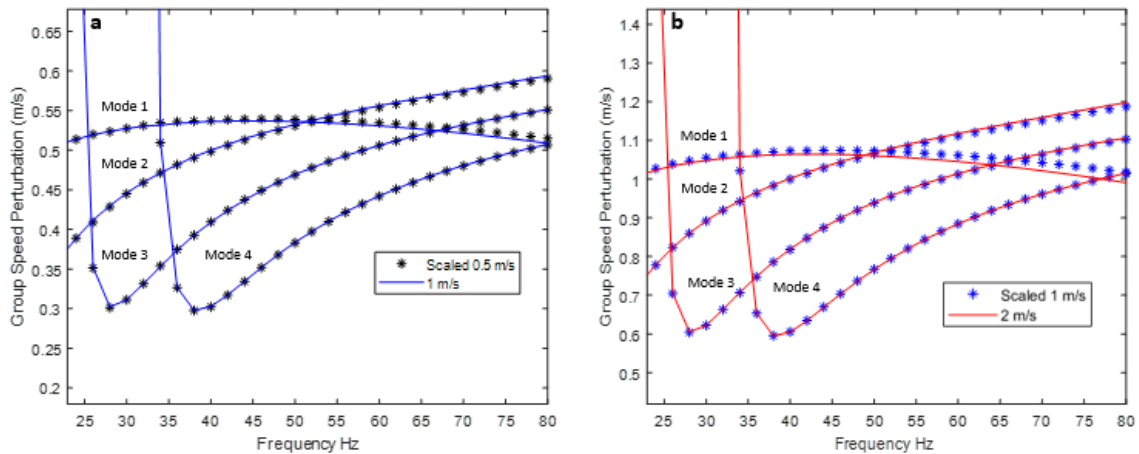 a
Group Speed Perturbation (m/s)
0.65
0.6
0.55
0.5
0.45
0.4
0.35
0.3
0.25
0.2
Mode 1
Mode 2
Mode 3
Mode 4
Scaled 0.5 m/s
1 m/s
25 30 35 40 45 50 55 60 65 70 75 80
Frequency Hz
b
Group Speed Perturbation (m/s)
1.4
1.3
1.2
1.1
1
0.9
0.8
0.7
0.6
0.5
Mode 1
Mode 2
Mode 3
Mode 4
Scaled 1 m/s
2 m/s
25 30 35 40 45 50 55 60 65 70 75 80
Frequency Hz